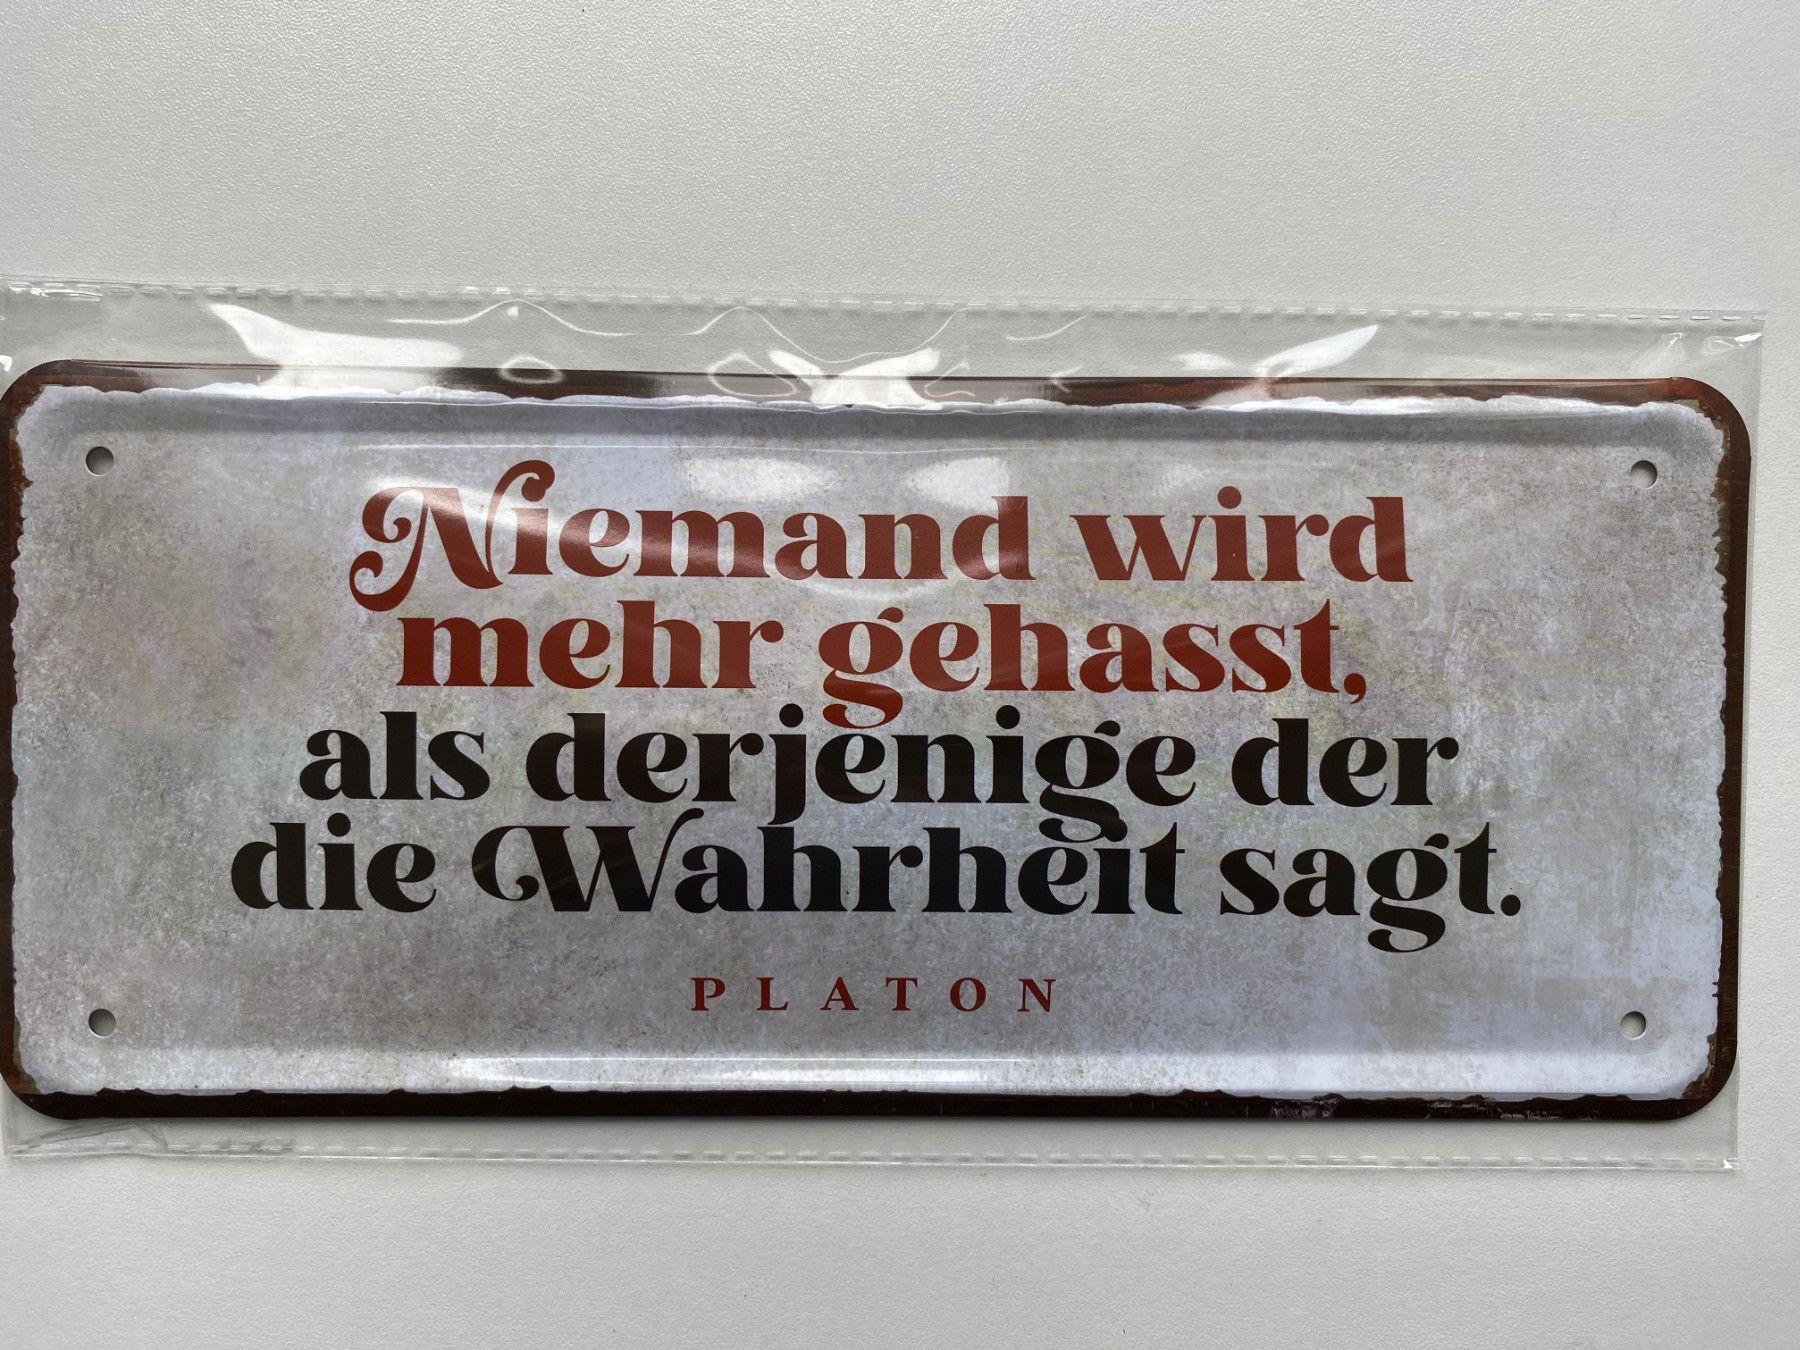 Niemand wird
mehr gehasst,
als derjenige der
die Wahrheit sagt.
PLATON